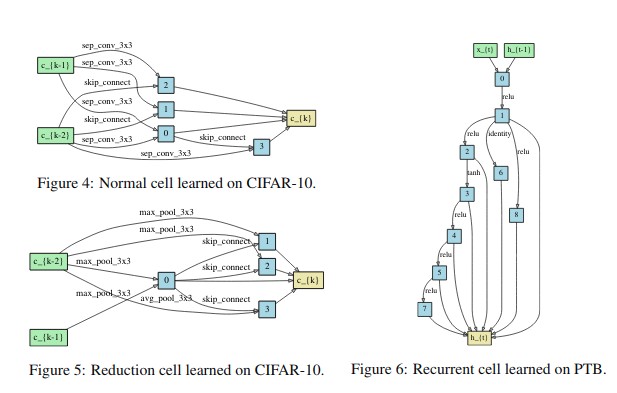 sep_conv_3x3
c_{k-1}
sep_conv_3x3
skip_connect
2
sep_conv_3x3
1
skip_connect
c_{k}
c_{k-2}
0
skip_connect
sep_conv_3x3
3
sep_conv_3x3
Figure 4: Normal cell learned on CIFAR-10.
max_pool_3x3
max_pool_3x3
skip_connect
1
c_{k-2}
max_pool_3x3
skip_connect
2
0
c_{k}
max_pool_3x3
avg_pool_3x3
skip_connect
3
c_{k-1}
Figure 5: Reduction cell learned on CIFAR-10.
x_{t}
h_{t-1}
0
relu
1
relu
identity
relu
2
tanh
6
3
relu
8
4
relu
5
relu
7
h_{t}
Figure 6: Recurrent cell learned on PTB.